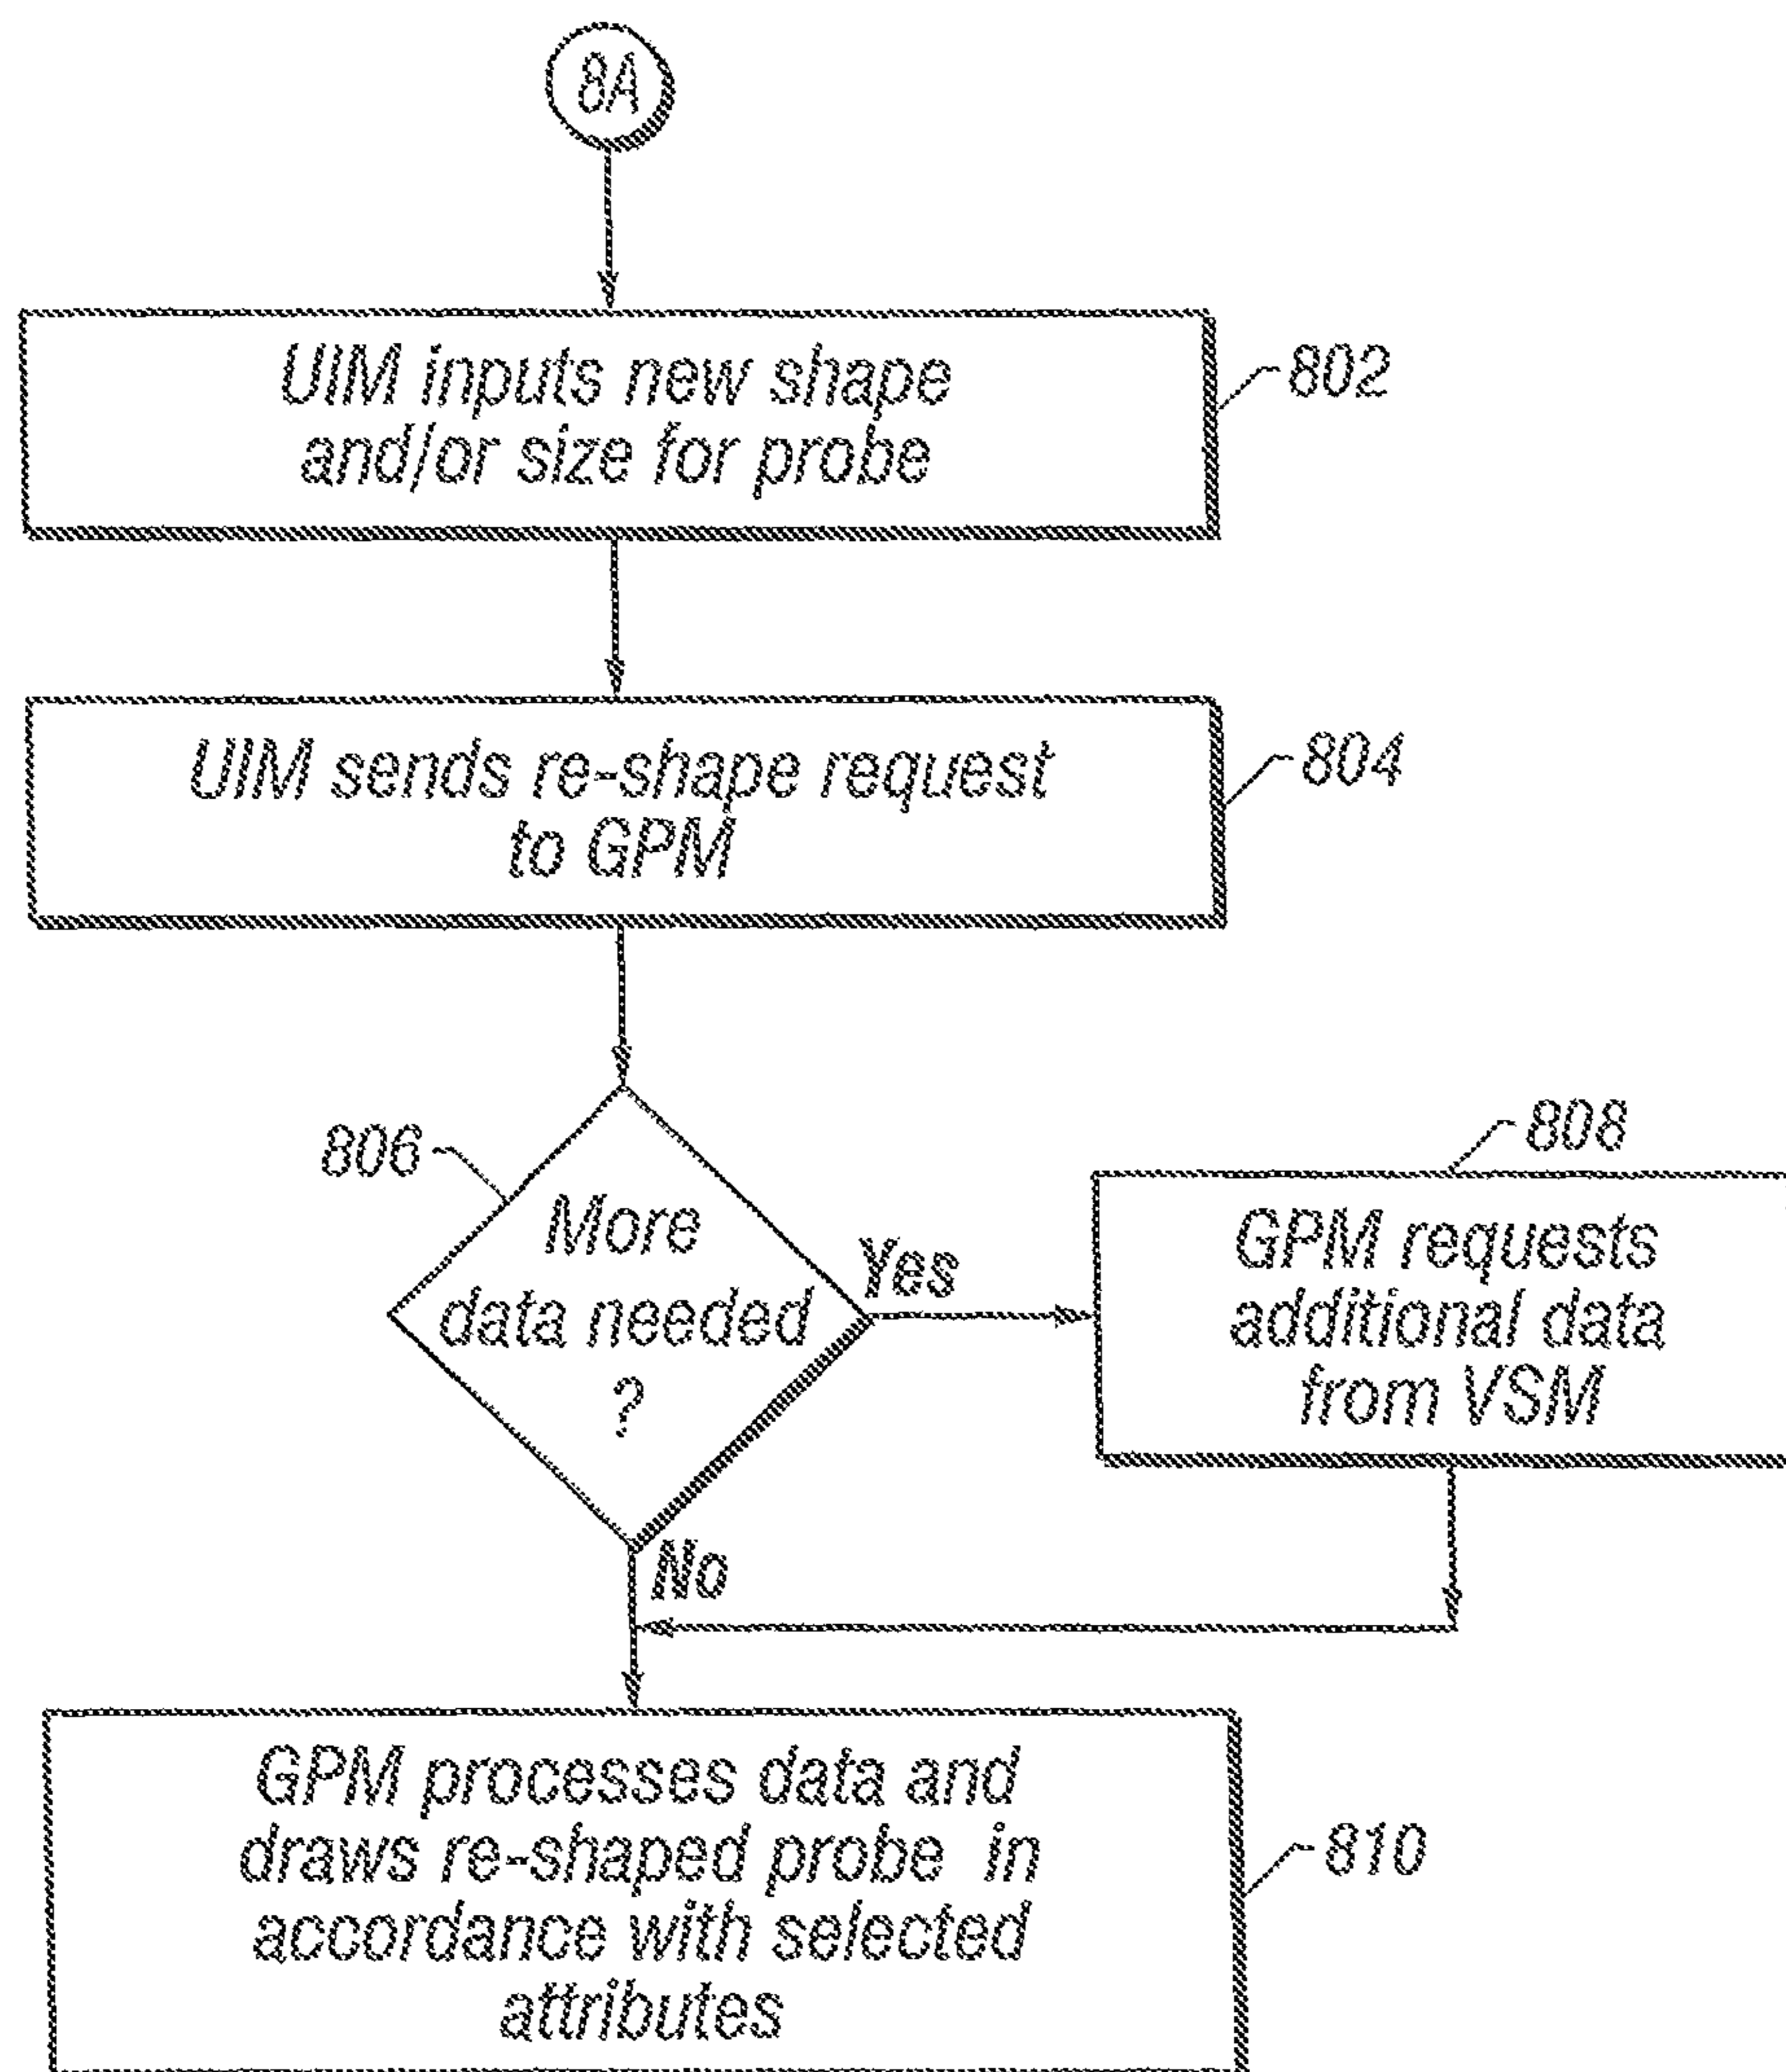 8A
UIM inputs new shape
and/or size for probe
802
UIM sends re-shape request
to GPM
804
806
More
data needed
?
Yes
808
GPM requests
additional data
from VSM
No
GPM processes data and
draws re-shaped probe in
accordance with selected
attributes
810